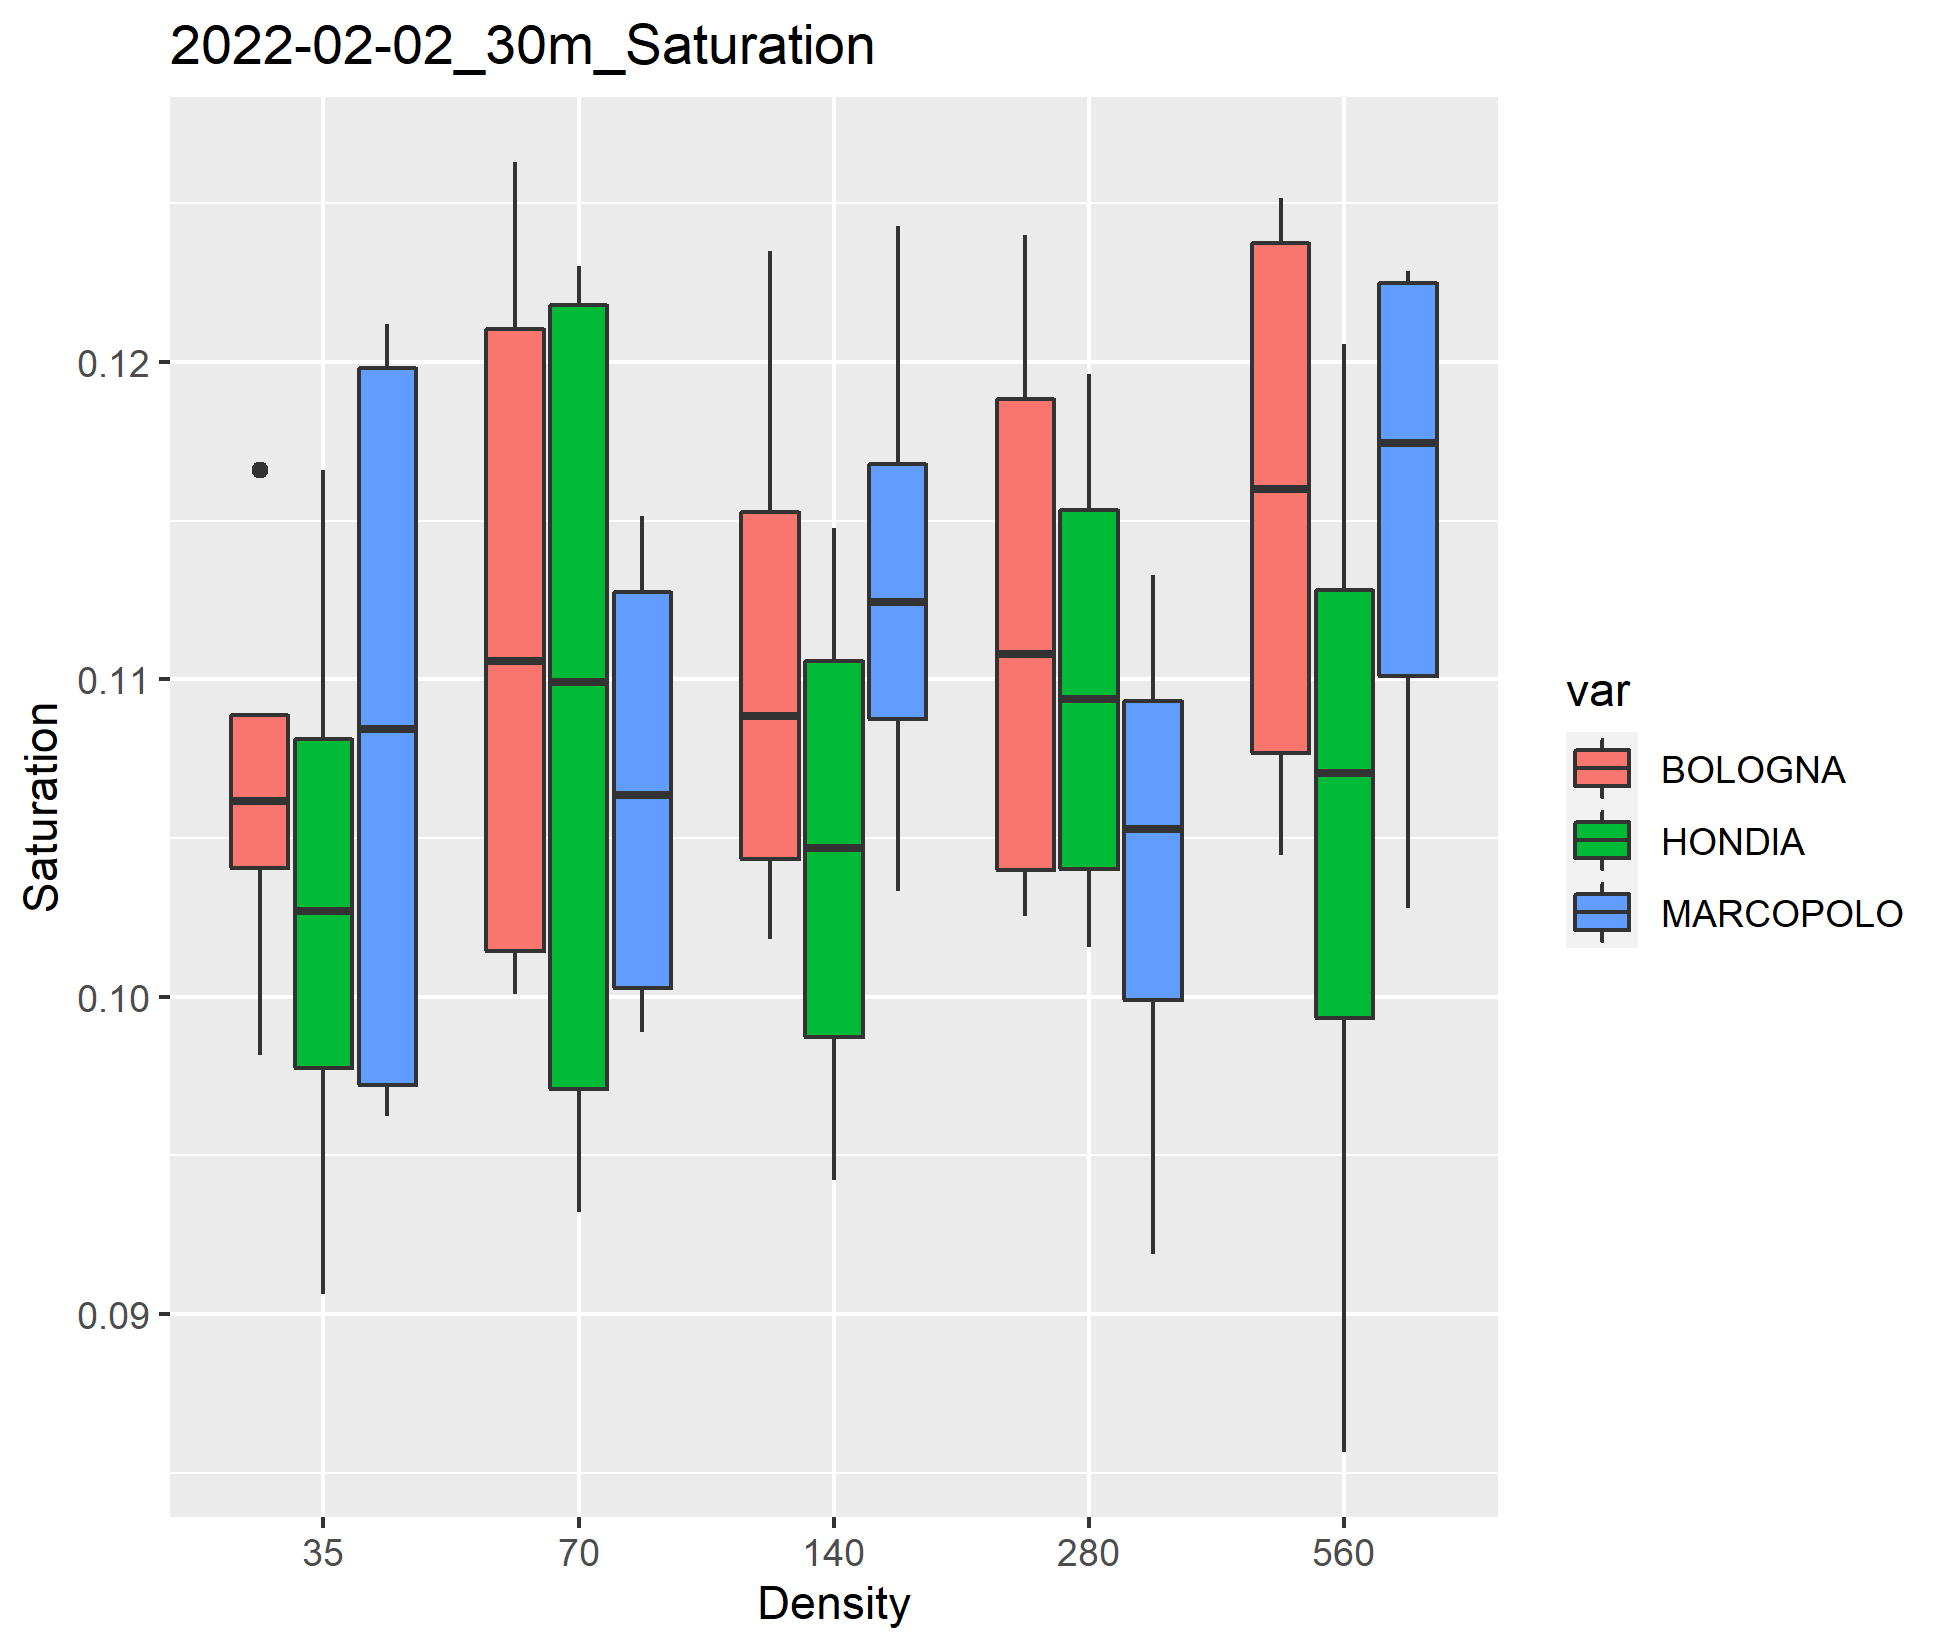 2022-02-02_30m_Saturation
0.12
0.11
0.10
0.09
Saturation
35 70 140 280 560
Density
var
BOLOGNA
HONDIA
MARCOPOLO